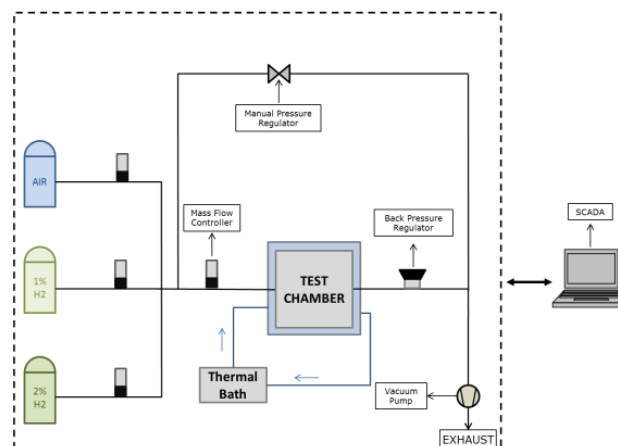 Manual Pressure
Regulator
AIR
Mass Flow
Controller
Back Pressure
Regulator
SCADA
1%
H2
TEST
CHAMBER
2%
H2
Thermal
Bath
Vacuum
Pump
EXHAUST